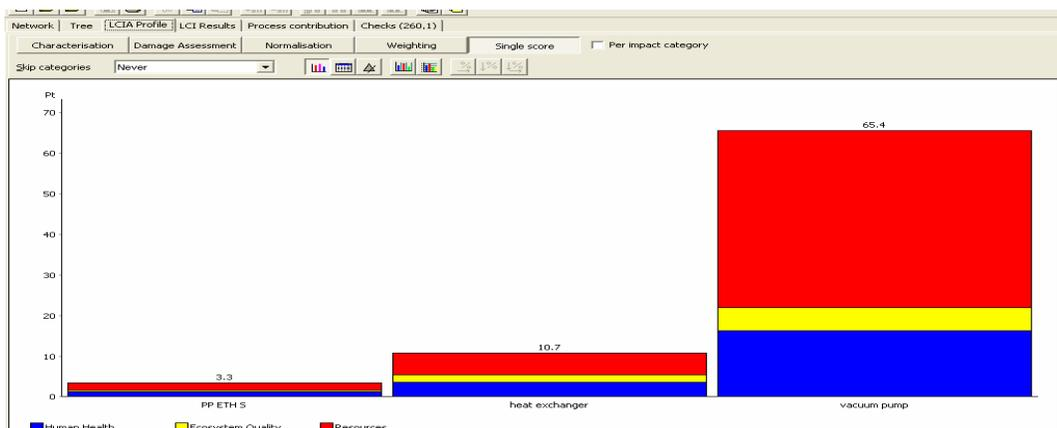 Network Tree LCIA Profile LCI Results Process contribution Checks (260,1)
Characterisation Damage Assessment Normalisation Weighting Single score Per impact category
Skip categories Never
Pt
70
65.4
60
50
40
30
20
10
10.7
3.3
0
PP ETH S heat exchanger vacuum pump
Human Health Ecosystem Quality Resources